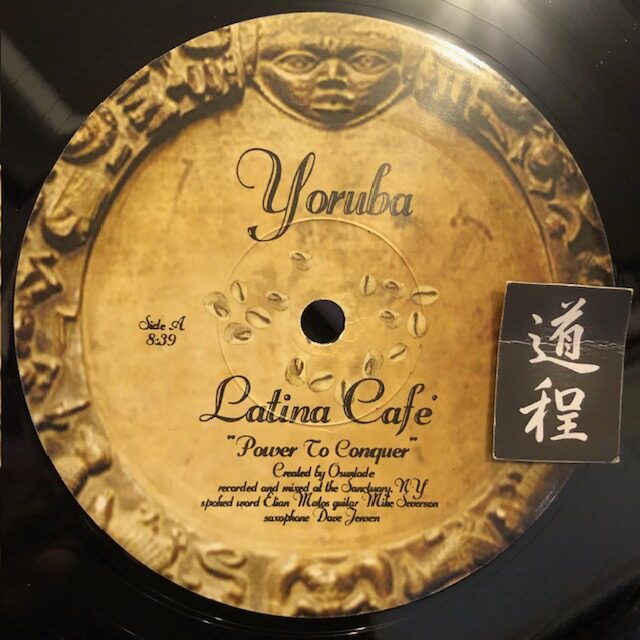 Yoruba
Side A
8:39
Latina Café
"Power To Conquer"
Created by Osunlade
recorded and mixed at the Sanctuary, NY
spoked word Elian Matos guitar Mike Severson
saxophone Dave Jensen
道程